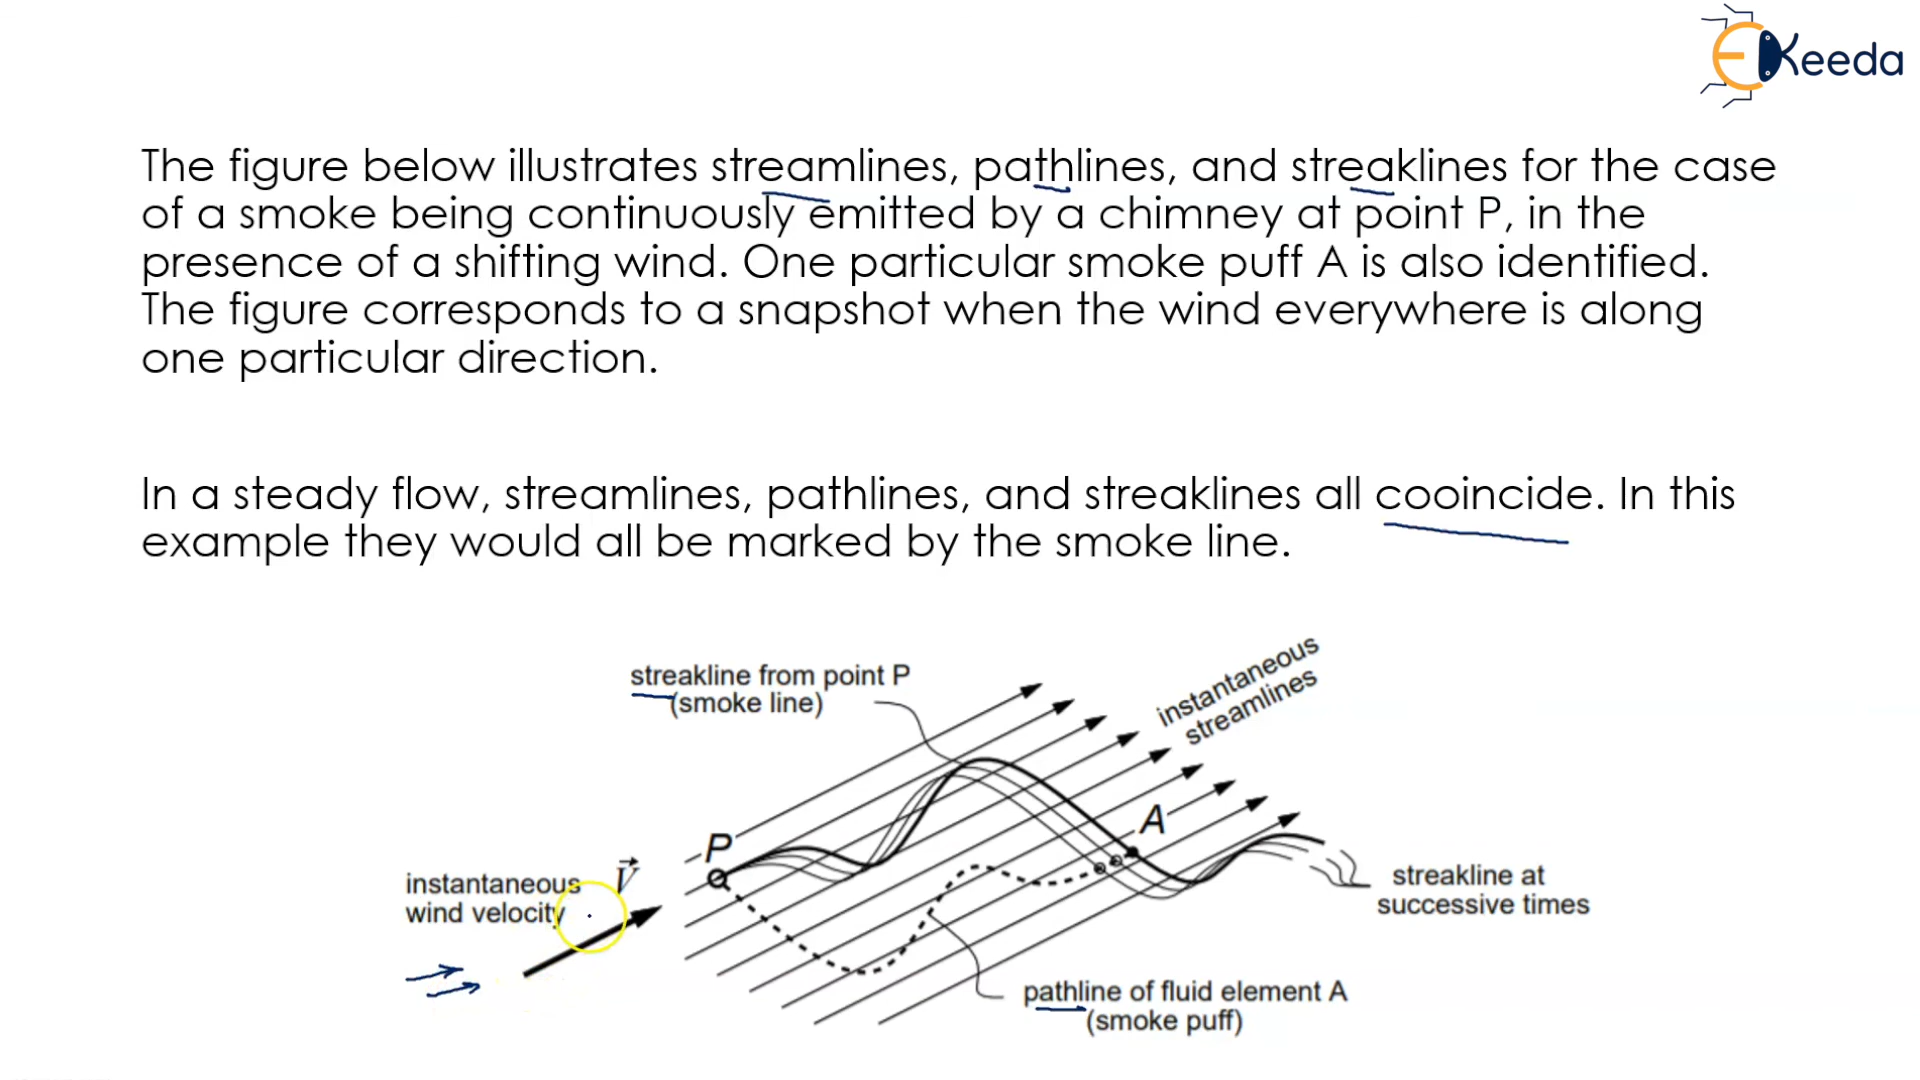 EKeeda
The figure below illustrates streamlines, pathlines, and streaklines for the case
of a smoke being continuously emitted by a chimney at point P, in the
presence of a shifting wind. One particular smoke puff A is also identified.
The figure corresponds to a snapshot when the wind everywhere is along
one particular direction.
In a steady flow, streamlines, pathlines, and streaklines all cooincide. In this
example they would all be marked by the smoke line.
streakline from point P
(smoke line)
instantaneous
streamlines
P
A
V
instantaneous
wind velocity
streakline at
successive times
pathline of fluid element A
(smoke puff)